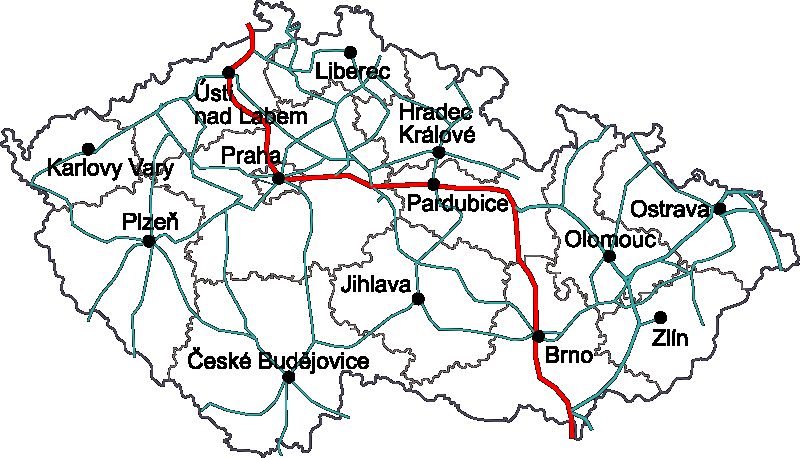 Liberec
Ústí
nad Labem
Hradec
Králové
Praha
Karlovy Vary
Pardubice
Ostrava
Plzeň
Olomouc
Jihlava
Zlín
Brno
České Budějovice